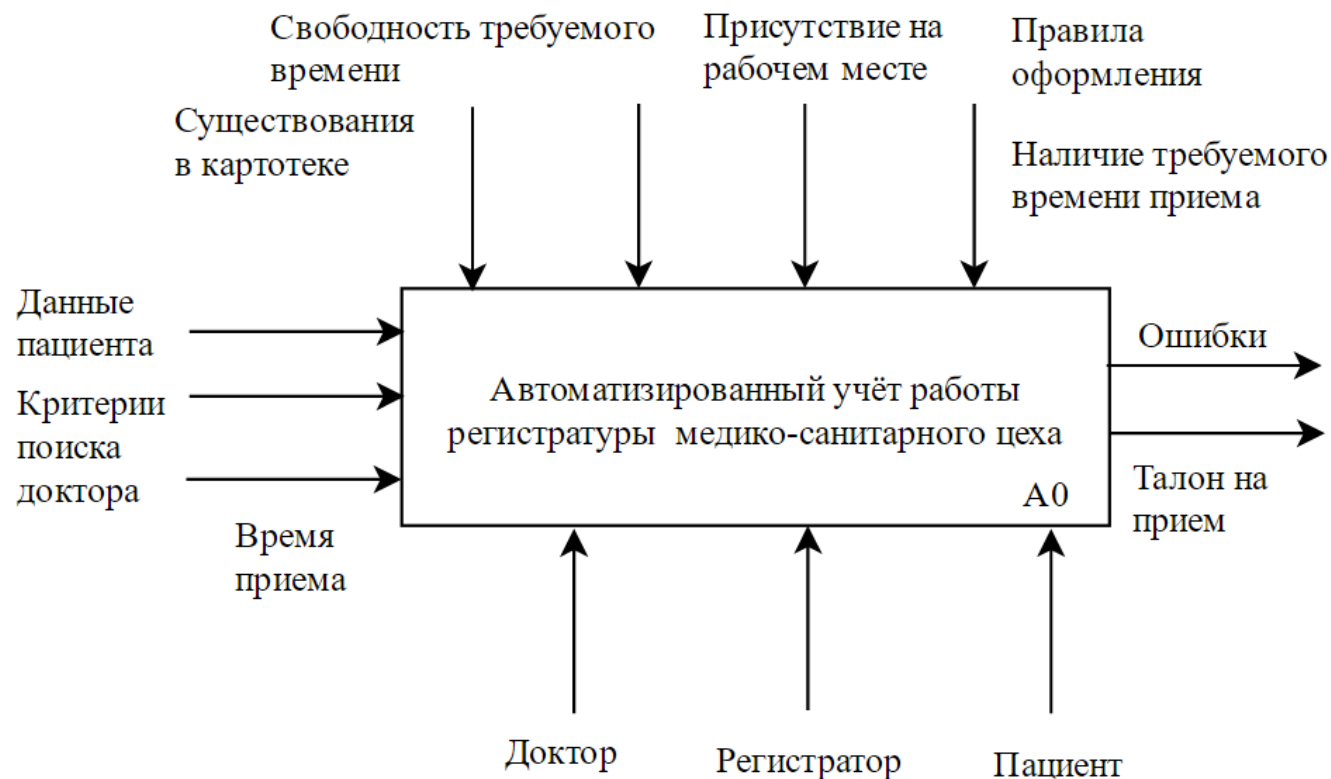 Свободность требуемого
времени
Присутствие на
рабочем месте
Правила
оформления
Существования
в картотеке
Наличие требуемого
времени приема
Данные
пациента
Критерии
поиска
доктора
Время
приема
Автоматизированный учёт работы
регистратуры медико-санитарного цеха
А0
Ошибки
Талон на
прием
Доктор
Регистратор
Пациент